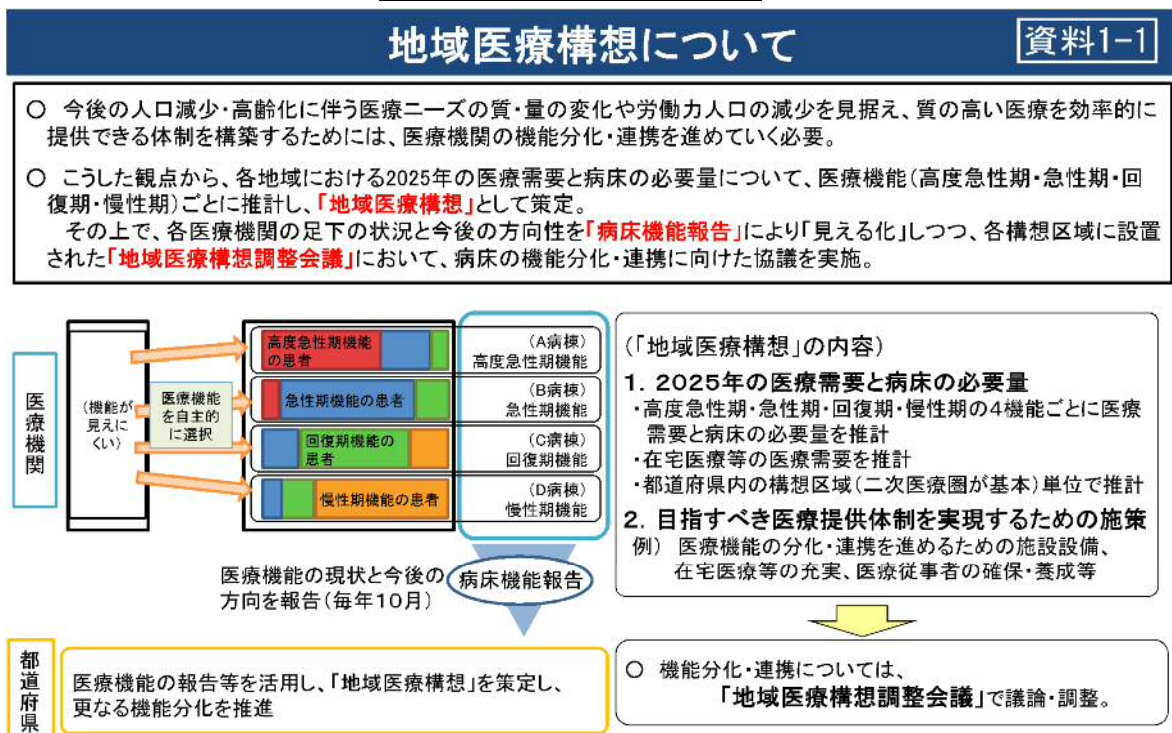 地域医療構想について
資料1-1
○ 今後の人口減少・高齢化に伴う医療ニーズの質・量の変化や労働力人口の減少を見据え、質の高い医療を効率的に
提供できる体制を構築するためには、医療機関の機能分化・連携を進めていく必要。
○ こうした観点から、各地域における2025年の医療需要と病床の必要量について、医療機能(高度急性期・急性期・回
復期・慢性期)ごとに推計し、「地域医療構想」として策定。
その上で、各医療機関の足下の状況と今後の方向性を「病床機能報告」により「見える化」しつつ、各構想区域に設置
された「地域医療構想調整会議」において、病床の機能分化・連携に向けた協議を実施。
医療機関
(機能が
見えに
くい)
医療機能
を自主的
に選択
高度急性期機能
の患者
(A病棟)
高度急性期機能
急性期機能の患者
(B病棟)
急性期機能
回復期機能の
患者
(C病棟)
回復期機能
慢性期機能の患者
(D病棟)
慢性期機能
医療機能の現状と今後の
方向を報告(毎年10月)
病床機能報告
(「地域医療構想」の内容)
1. 2025年の医療需要と病床の必要量
・高度急性期・急性期・回復期・慢性期の4機能ごとに医療
需要と病床の必要量を推計
・在宅医療等の医療需要を推計
・都道府県内の構想区域(二次医療圏が基本)単位で推計
2. 目指すべき医療提供体制を実現するための施策
例) 医療機能の分化・連携を進めるための施設設備、
在宅医療等の充実、医療従事者の確保・養成等
都道府県
医療機能の報告等を活用し、「地域医療構想」を策定し、
更なる機能分化を推進
○ 機能分化・連携については、
「地域医療構想調整会議」で議論・調整。